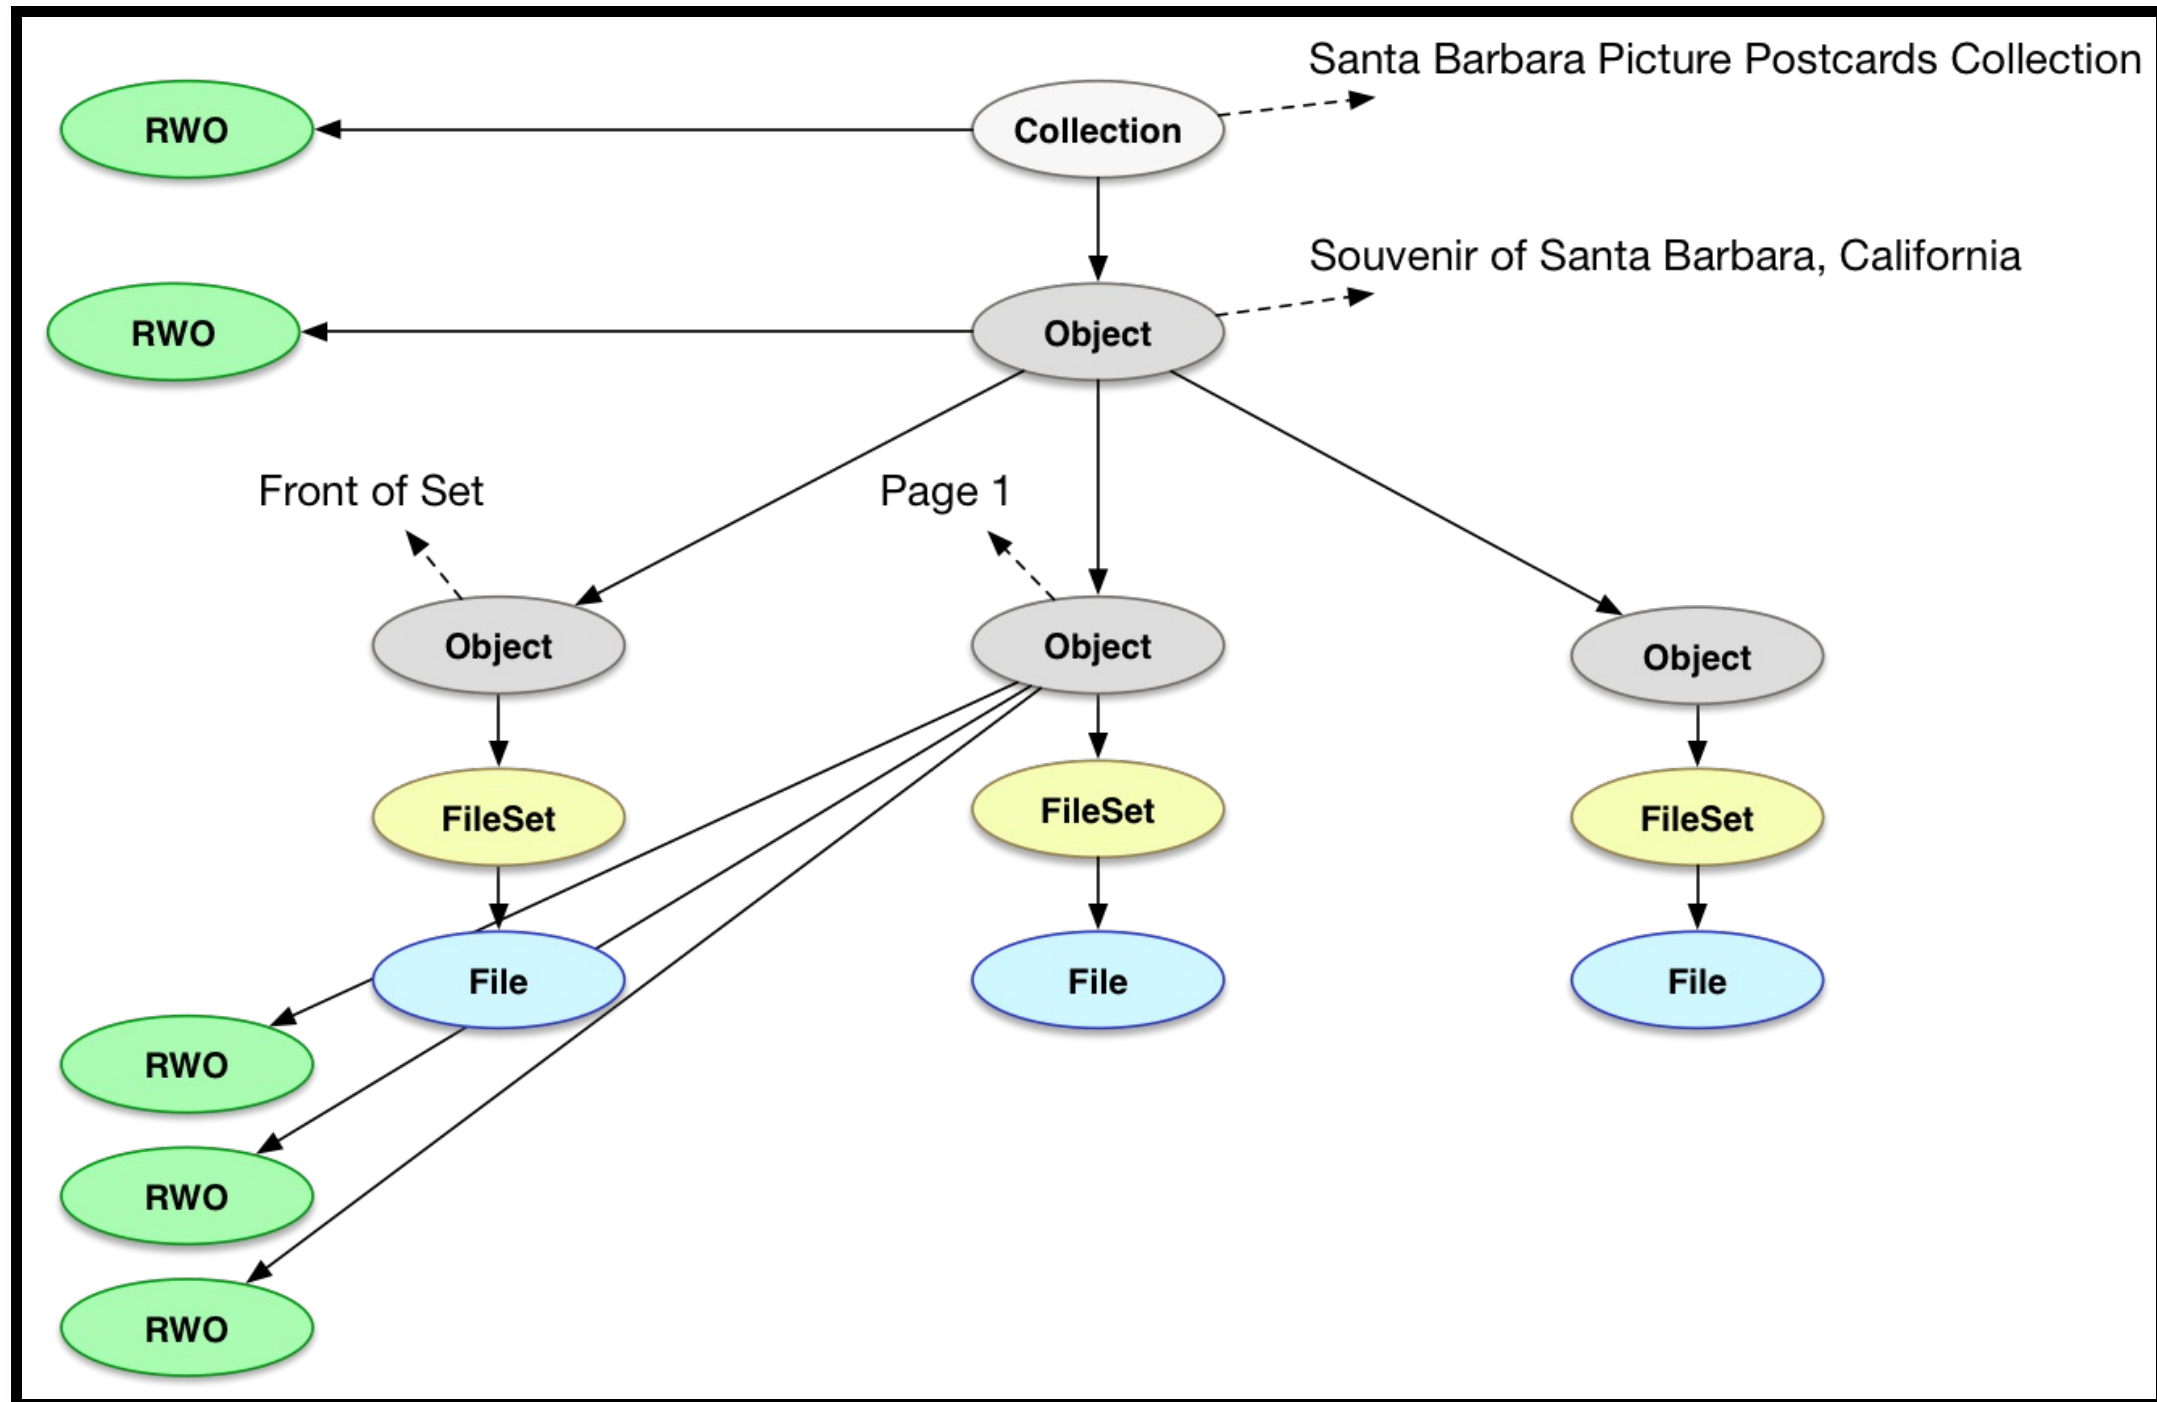 Santa Barbara Picture Postcards Collection
RWO
Collection
Souvenir of Santa Barbara, California
RWO
Object
Front of Set
Page 1
Object
Object
Object
FileSet
FileSet
FileSet
File
File
File
RWO
RWO
RWO